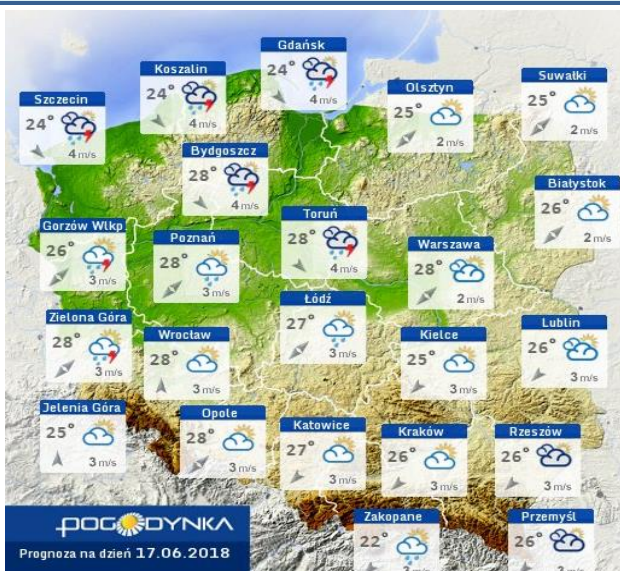 Gdańsk
24°
4 m/s
Koszalin
24°
4 m/s
Szczecin
24°
4 m/s
Olsztyn
25°
2 m/s
Suwałki
25°
2 m/s
Bydgoszcz
28°
4 m/s
Białystok
26°
2 m/s
Gorzów Wlkp
26°
3 m/s
Poznań
28°
3 m/s
Toruń
28°
4 m/s
Warszawa
28°
2 m/s
Łódź
27°
3 m/s
Zielona Góra
28°
3 m/s
Wrocław
28°
3 m/s
Kielce
25°
3 m/s
Lublin
26°
3 m/s
Jelenia Góra
25°
3 m/s
Opole
28°
3 m/s
Katowice
27°
3 m/s
Kraków
26°
3 m/s
Rzeszów
26°
3 m/s
Zakopane
22°
Przemyśl
26°
POGODYNKA
Prognoza na dzień 17.06.2018